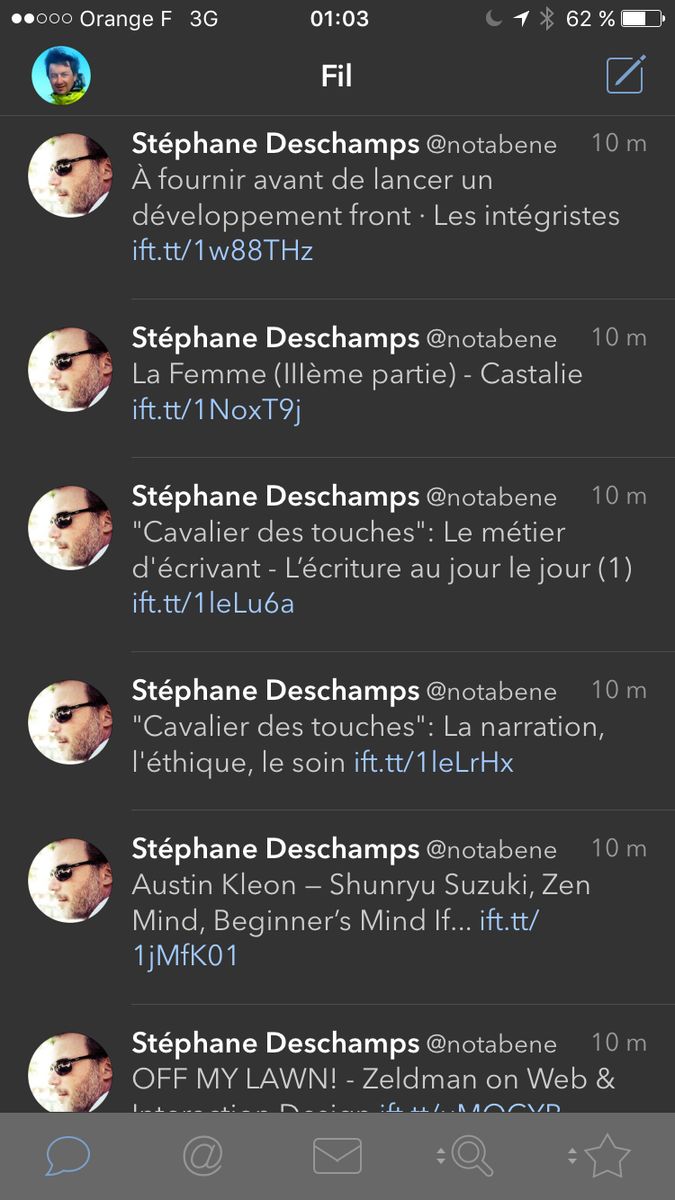 Orange F 3G 01:03 62 %
Fil
Stéphane Deschamps @notabene 10 m
À fournir avant de lancer un
développement front · Les intégristes
ift.tt/1w88THz
Stéphane Deschamps @notabene 10 m
La Femme (IIIème partie) - Castalie
ift.tt/1NoxT9j
Stéphane Deschamps @notabene 10 m
"Cavalier des touches": Le métier
d'écrivant - L’écriture au jour le jour (1)
ift.tt/1leLu6a
Stéphane Deschamps @notabene 10 m
"Cavalier des touches": La narration,
l'éthique, le soin ift.tt/1leLrHx
Stéphane Deschamps @notabene 10 m
Austin Kleon — Shunryu Suzuki, Zen
Mind, Beginner’s Mind If... ift.tt/
1jMfK01
Stéphane Deschamps @notabene 10 m
OFF MY LAWN! - Zeldman on Web &
Interaction Design